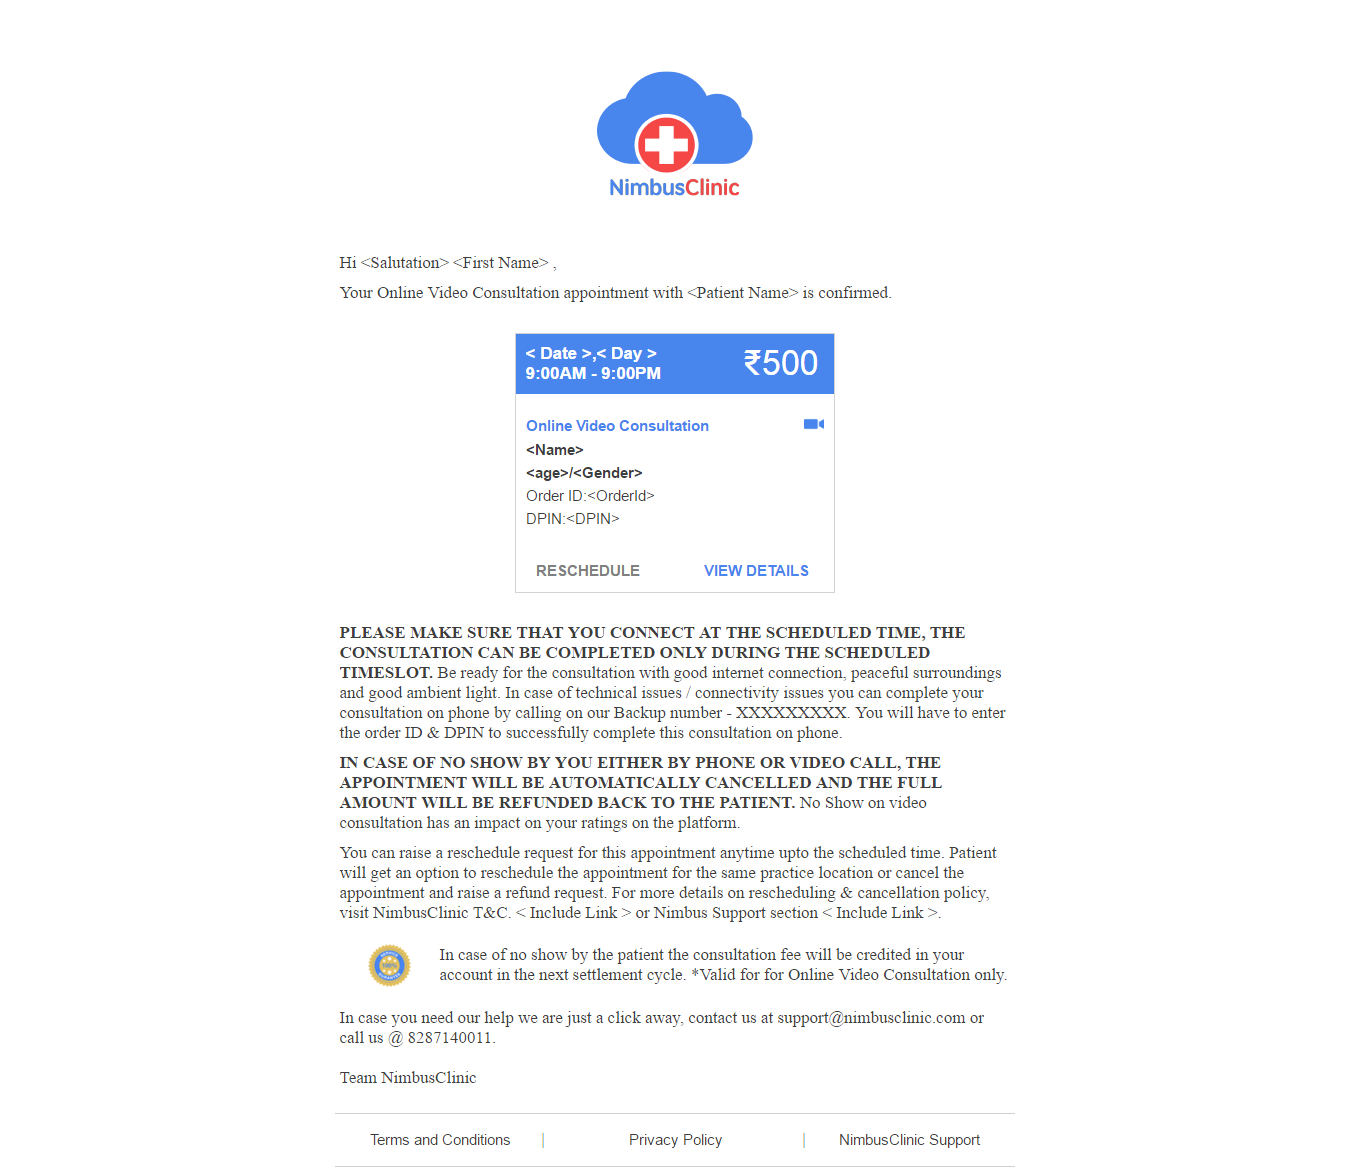 NimbusClinic
Hi <Salutation> <First Name> ,
Your Online Video Consultation appointment with <Patient Name> is confirmed.
< Date >,< Day >
9:00AM - 9:00PM
₹500
Online Video Consultation
<Name>
<age>/<Gender>
Order ID:<OrderId>
DPIN:<DPIN>
RESCHEDULE
VIEW DETAILS
PLEASE MAKE SURE THAT YOU CONNECT AT THE SCHEDULED TIME, THE
CONSULTATION CAN BE COMPLETED ONLY DURING THE SCHEDULED
TIMESLOT. Be ready for the consultation with good internet connection, peaceful surroundings
and good ambient light. In case of technical issues / connectivity issues you can complete your
consultation on phone by calling on our Backup number - XXXXXXXXX. You will have to enter
the order ID & DPIN to successfully complete this consultation on phone.
IN CASE OF NO SHOW BY YOU EITHER BY PHONE OR VIDEO CALL, THE
APPOINTMENT WILL BE AUTOMATICALLY CANCELLED AND THE FULL
AMOUNT WILL BE REFUNDED BACK TO THE PATIENT. No Show on video
consultation has an impact on your ratings on the platform.
You can raise a reschedule request for this appointment anytime upto the scheduled time. Patient
will get an option to reschedule the appointment for the same practice location or cancel the
appointment and raise a refund request. For more details on rescheduling & cancellation policy,
visit NimbusClinic T&C. < Include Link > or Nimbus Support section < Include Link >.
In case of no show by the patient the consultation fee will be credited in your
account in the next settlement cycle. *Valid for for Online Video Consultation only.
In case you need our help we are just a click away, contact us at support@nimbusclinic.com or
call us @ 8287140011.
Team NimbusClinic
Terms and Conditions | Privacy Policy | NimbusClinic Support